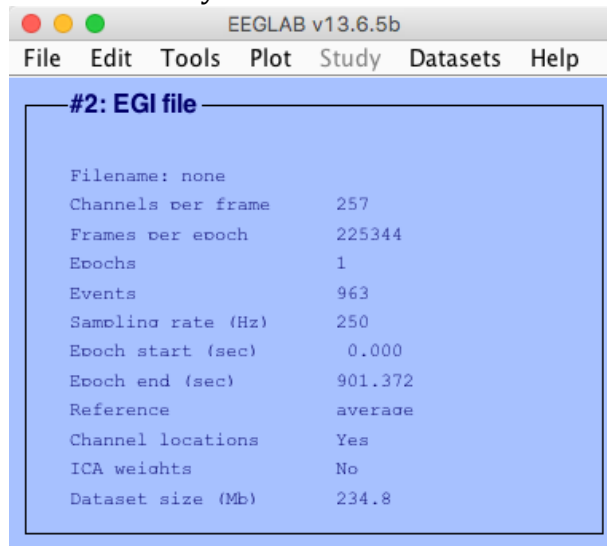 EEGLAB v13.6.5b
File Edit Tools Plot Study Datasets Help
#2: EGI file
Filename: none
Channels per frame 257
Frames per epoch 225344
Epochs 1
Events 963
Sampling rate (Hz) 250
Epoch start (sec) 0.000
Epoch end (sec) 901.372
Reference average
Channel locations Yes
ICA weights No
Dataset size (Mb) 234.8